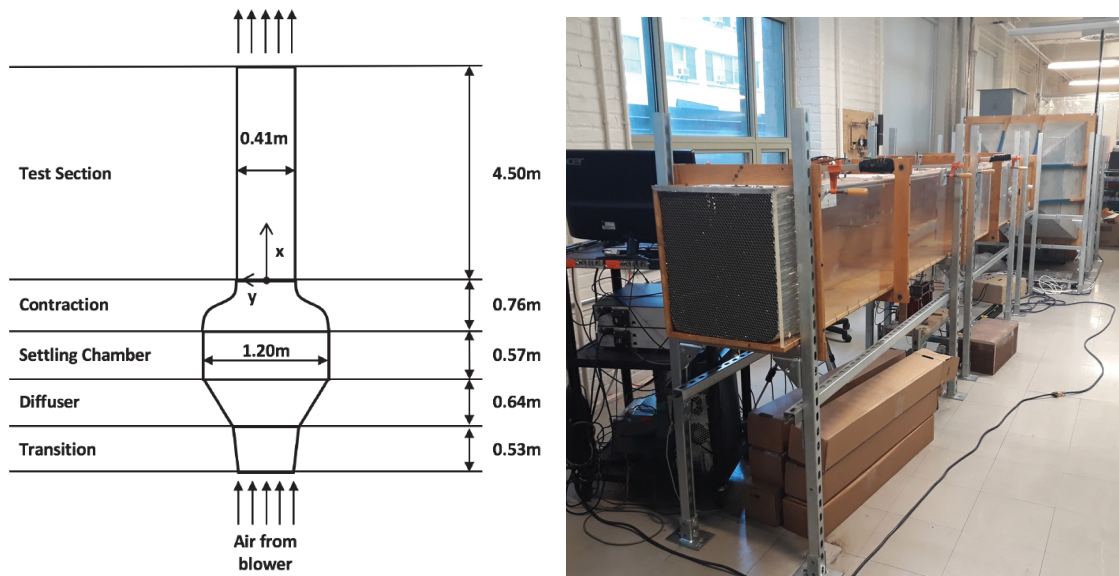 0.41m
Test Section
4.50m
x
y
Contraction
0.76m
Settling Chamber
1.20m
0.57m
Diffuser
0.64m
Transition
0.53m
Air from
blower
acer